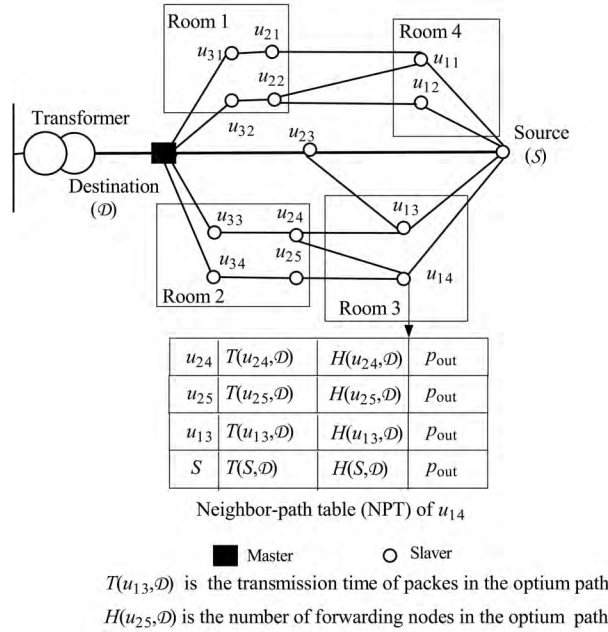 Room 1
u21
u31
Room 4
u11
u22
u12
Transformer
u32
u23
Source
(S)
Destination
(D)
u13
u33
u24
u34
u25
u14
Room 2
Room 3
u24 T(u24,D) H(u24,D) pout
u25 T(u25,D) H(u25,D) pout
u13 T(u13,D) H(u13,D) pout
S T(S,D) H(S,D) pout
Neighbor-path table (NPT) of u14
Master
Slaver
T(u13,D) is the transmission time of packes in the optium path
H(u25,D) is the number of forwarding nodes in the optium path